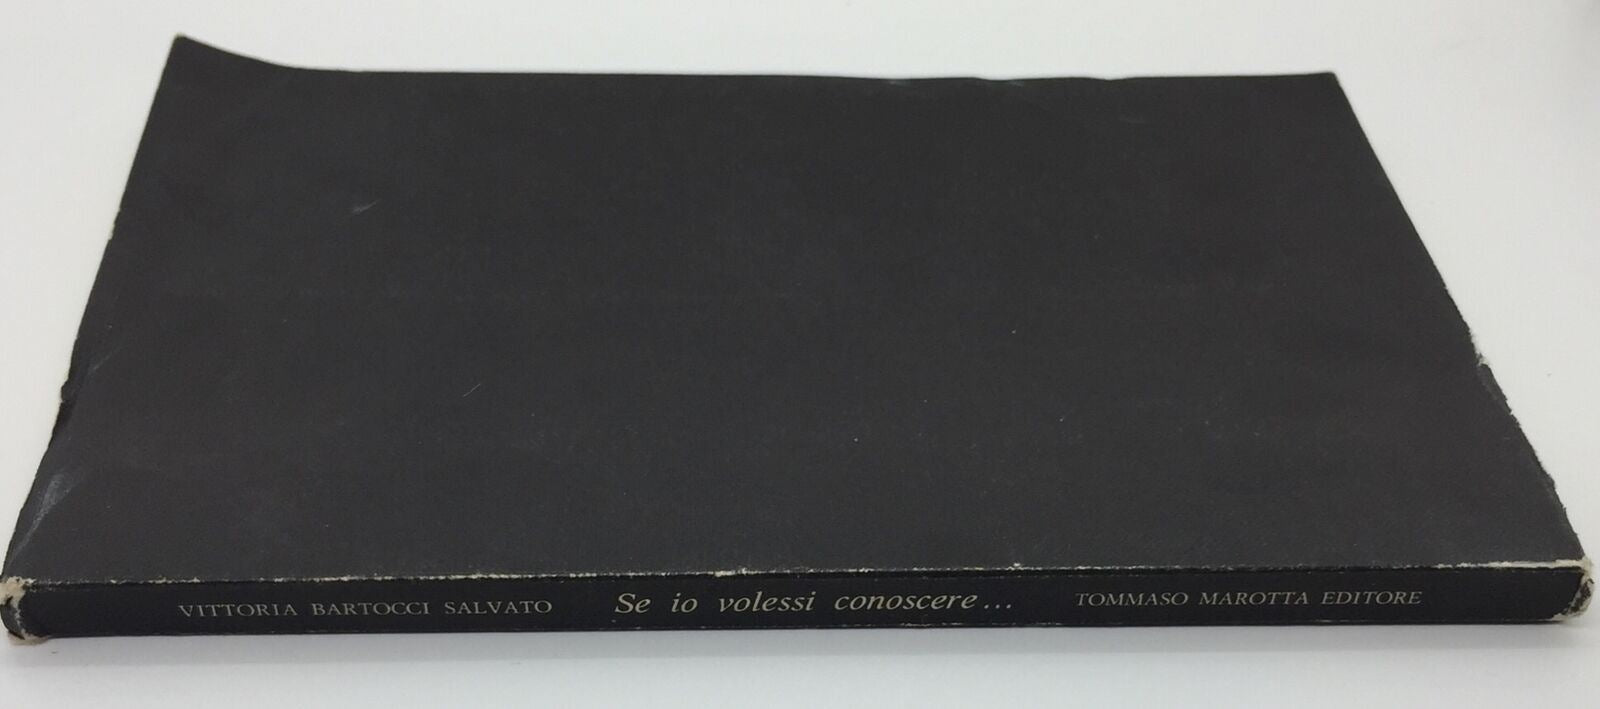 VITTORIA BARTOCCI SALVATO Se io volessi conoscere... TOMMASO MAROTTA EDITORE